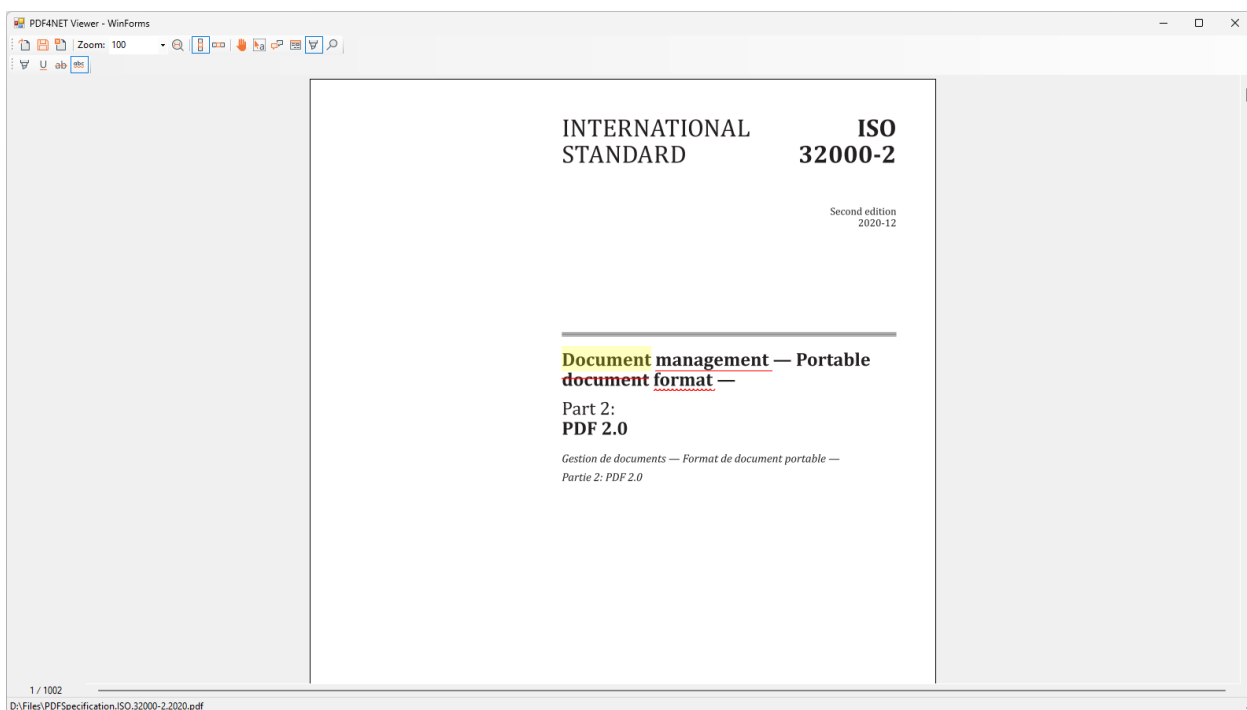 PDF4NET Viewer - WinForms
Zoom: 100
a
U ab abc
INTERNATIONAL ISO
STANDARD 32000-2
Second edition
2020-12
Document management — Portable
document format —
Part 2:
PDF 2.0
Gestion de documents — Format de document portable —
Partie 2: PDF 2.0
1 / 1002
D:\Files\PDFSpecification.ISO.32000-2.2020.pdf